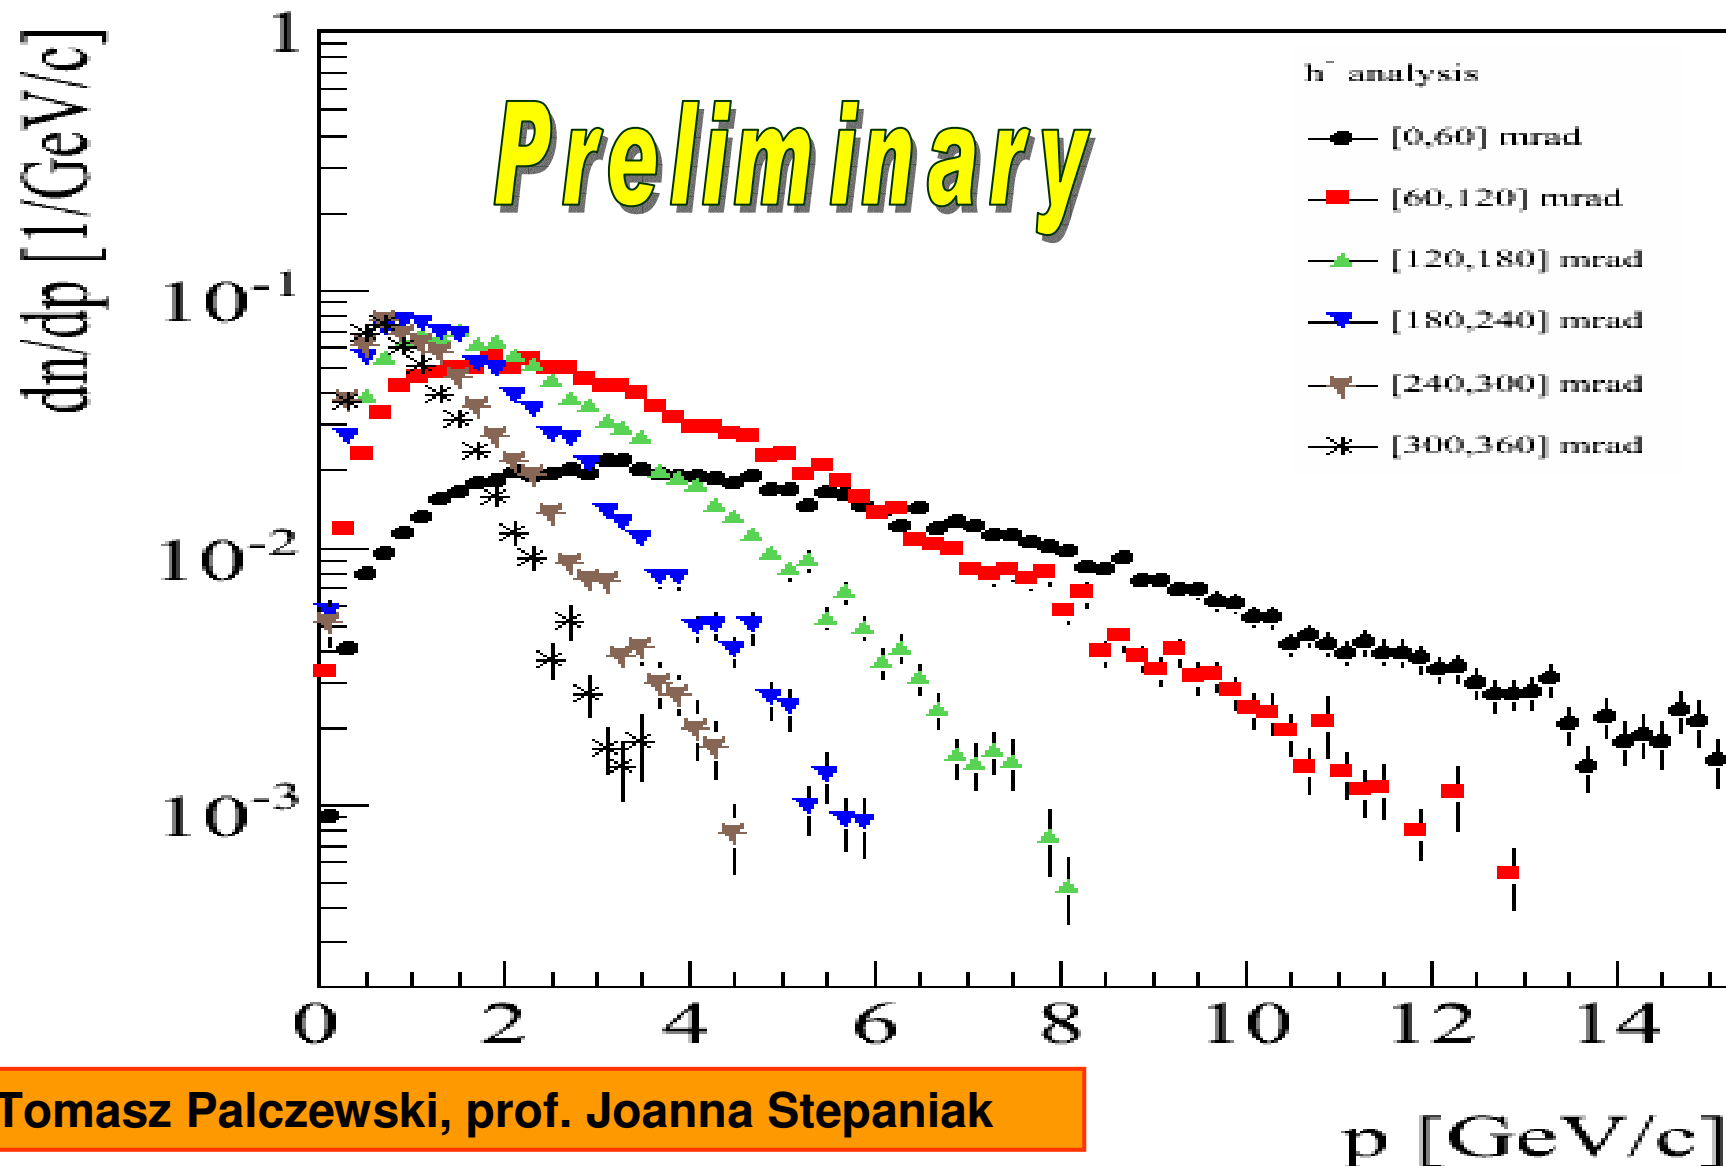 dn/dp [1/GeV/c]
1
10-1
10-2
10-3
Preliminary
h- analysis
[0,60] mrad
[60,120] mrad
[120,180] mrad
[180,240] mrad
[240,300] mrad
[300,360] mrad
0 2 4 6 8 10 12 14
Tomasz Palczewski, prof. Joanna Stepaniak
p [GeV/c]